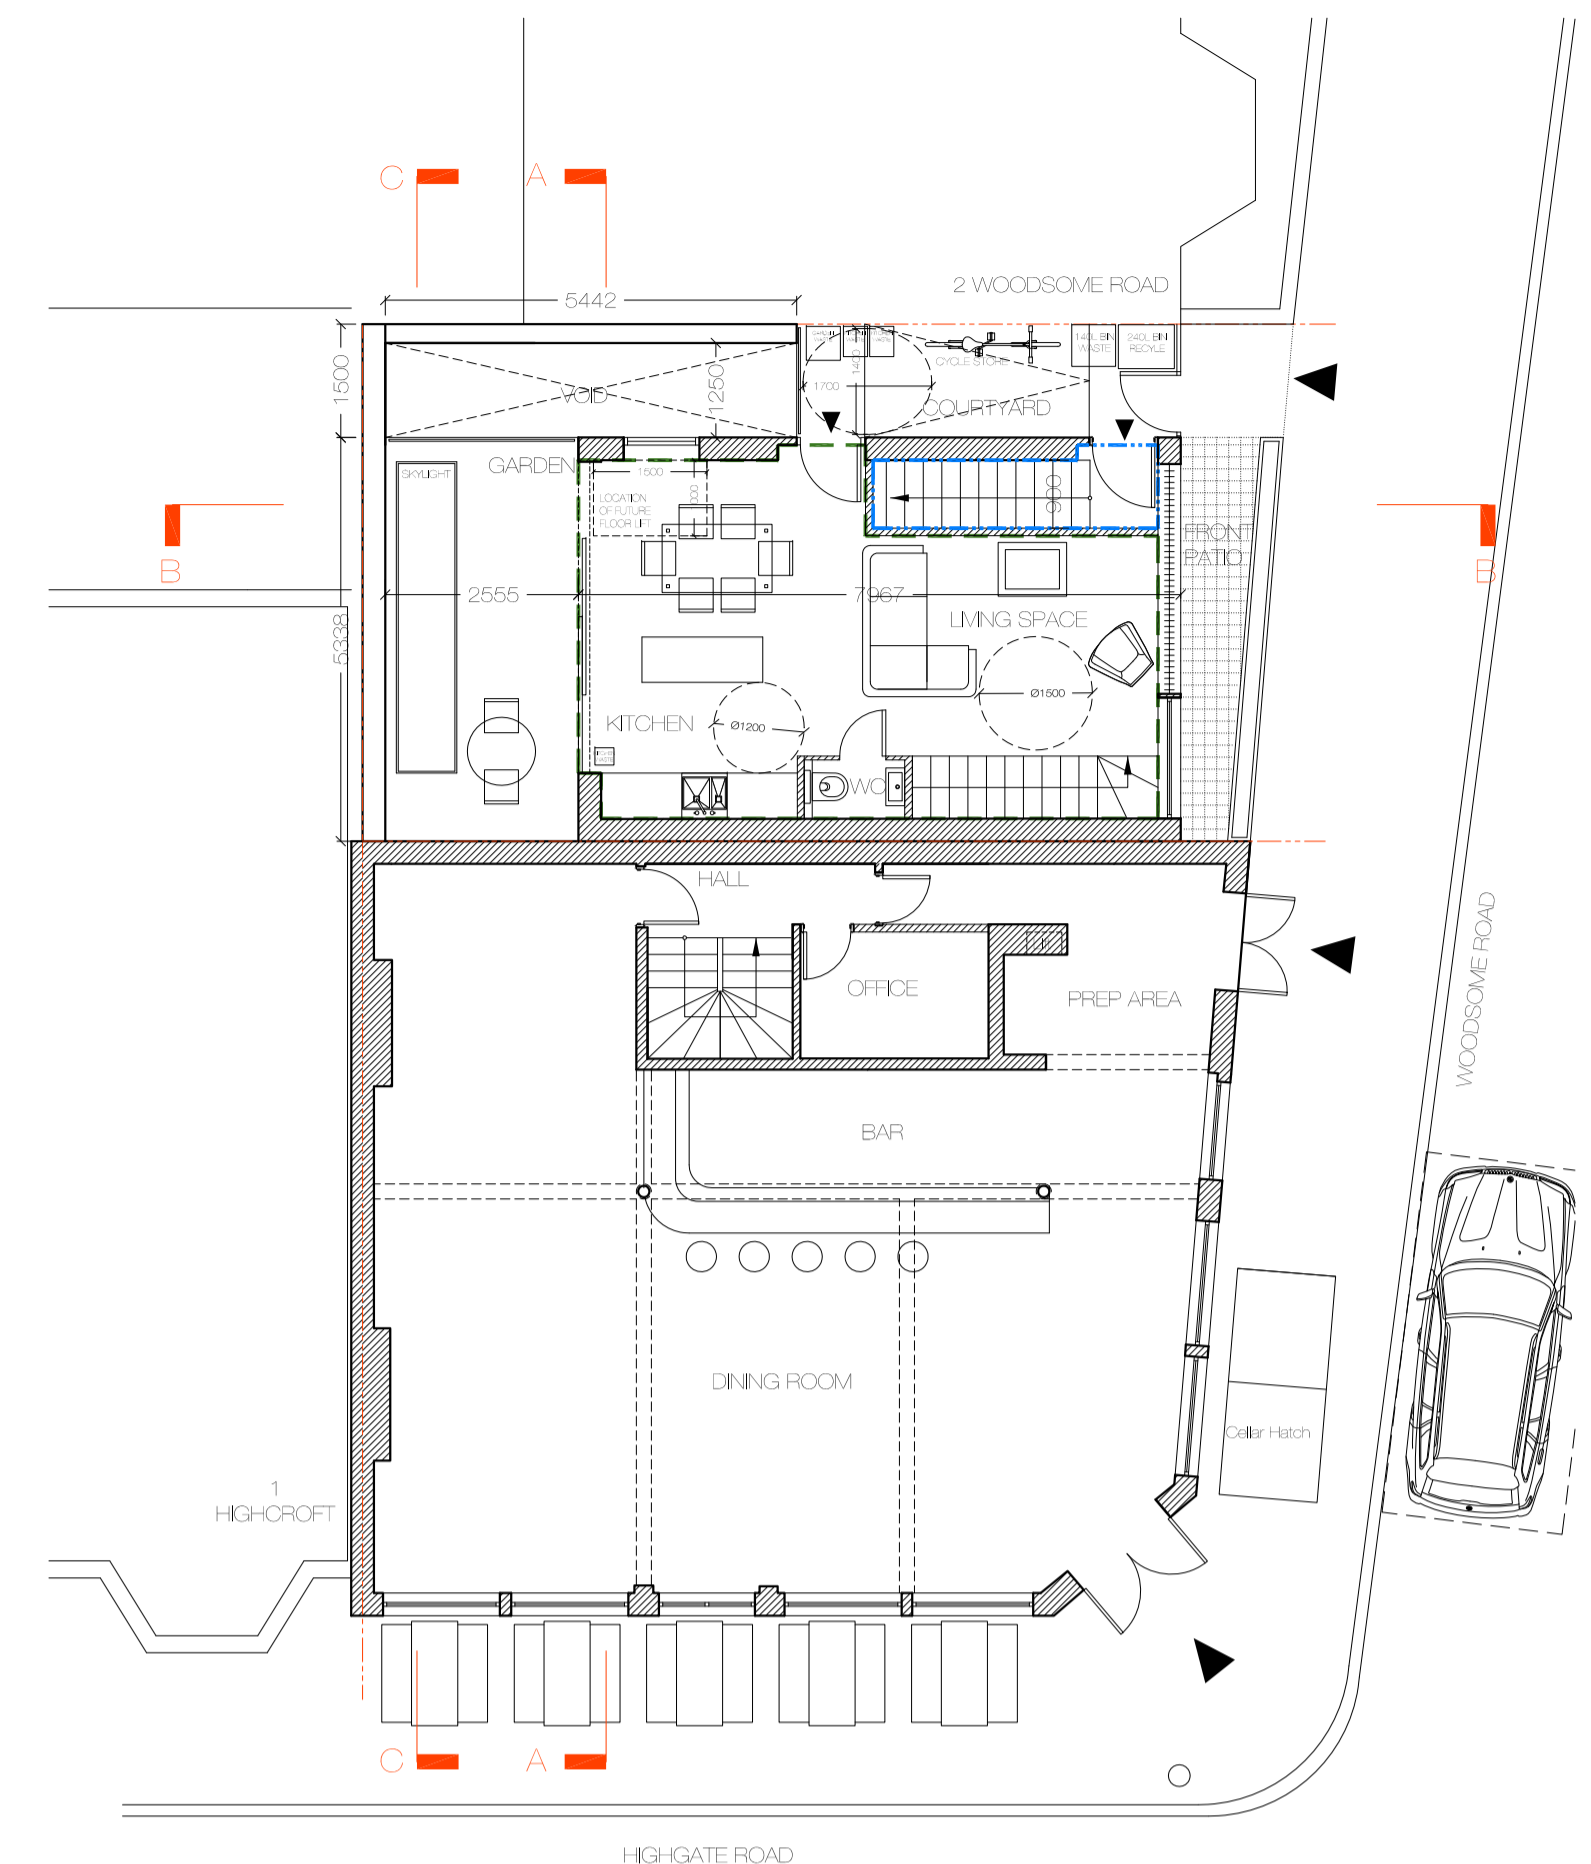 C
A
2 WOODSOME ROAD
5442
1500
VOID
1250
1400
1700
CYCLE STORE
140L BIN
WASTE
240L BIN
RECYLE
COURTYARD
GARDEN
SKYLIGHT
1500
LOCATION
OF FUTURE
FLOOR LIFT
900
FRONT
PATIO
B
B
2555
7967
5338
LIVING SPACE
Ø1500
KITCHEN
Ø1200
WC
HALL
OFFICE
PREP AREA
WOODSOME ROAD
BAR
DINING ROOM
Cellar Hatch
1
HIGHCROFT
C
A
HIGHGATE ROAD